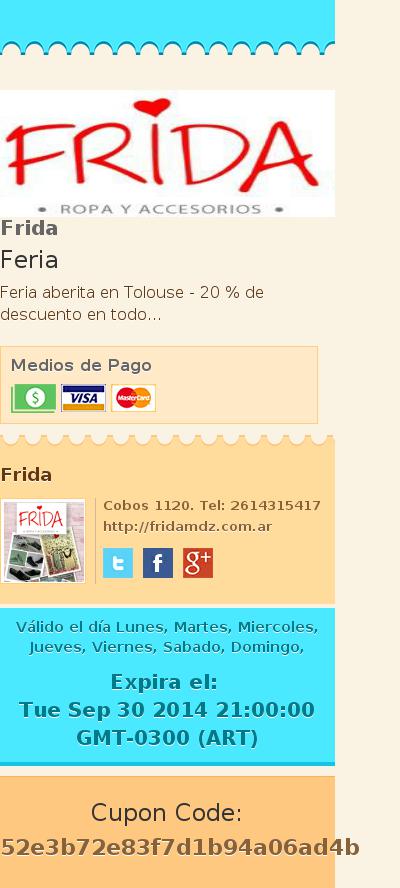 FRIDA
• ROPA Y ACCESORIOS •
Frida
Feria
Feria aberita en Tolouse - 20 % de
descuento en todo...
Medios de Pago
$ VISA MasterCard
Frida
FRIDA
Cobos 1120. Tel: 2614315417
http://fridamdz.com.ar
t f g+
Válido el día Lunes, Martes, Miercoles,
Jueves, Viernes, Sabado, Domingo,
Expira el:
Tue Sep 30 2014 21:00:00
GMT-0300 (ART)
Cupon Code:
52e3b72e83f7d1b94a06ad4b